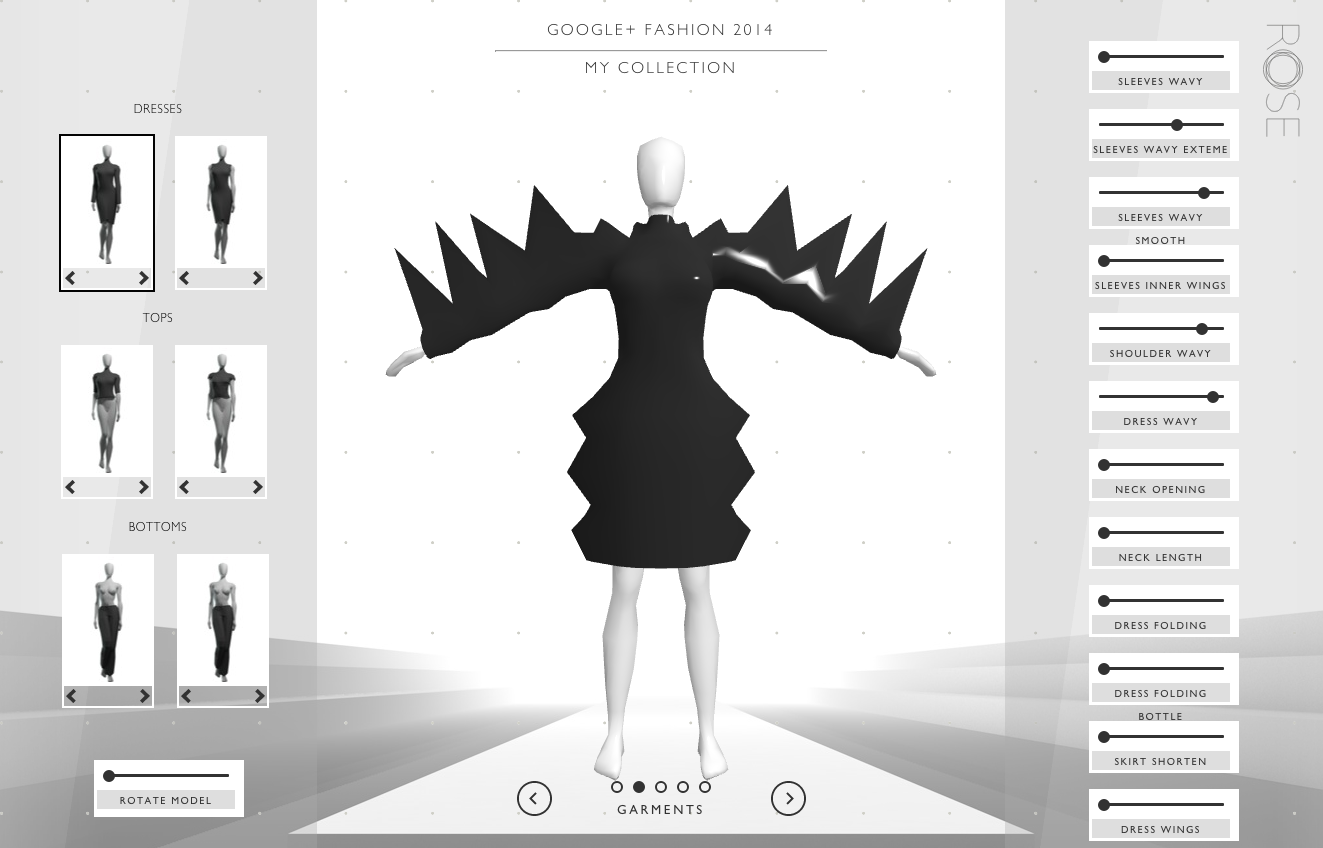 GOOGLE+ FASHION 2014
MY COLLECTION
DRESSES
TOPS
BOTTOMS
ROTATE MODEL
GARMENTS
SLEEVES WAVY
SLEEVES WAVY EXTEME
SLEEVES WAVY
SMOOTH
SLEEVES INNER WINGS
SHOULDER WAVY
DRESS WAVY
NECK OPENING
NECK LENGTH
DRESS FOLDING
DRESS FOLDING
BOTTLE
SKIRT SHORTEN
DRESS WINGS
ROSE